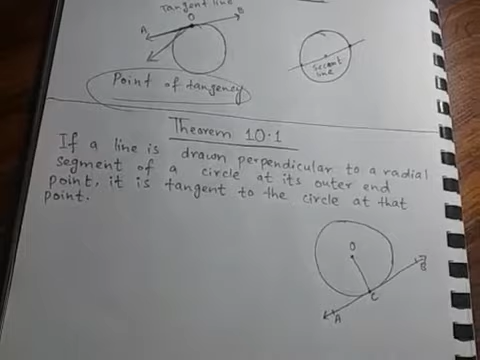 Tangent line
A
O
B
secent
line
Point of tangency
Theorem 10.1
If a line is drawn perpendicular to a radial
segment of a circle at its outer end
point, it is tangent to the circle at that
point.
O
B
C
A